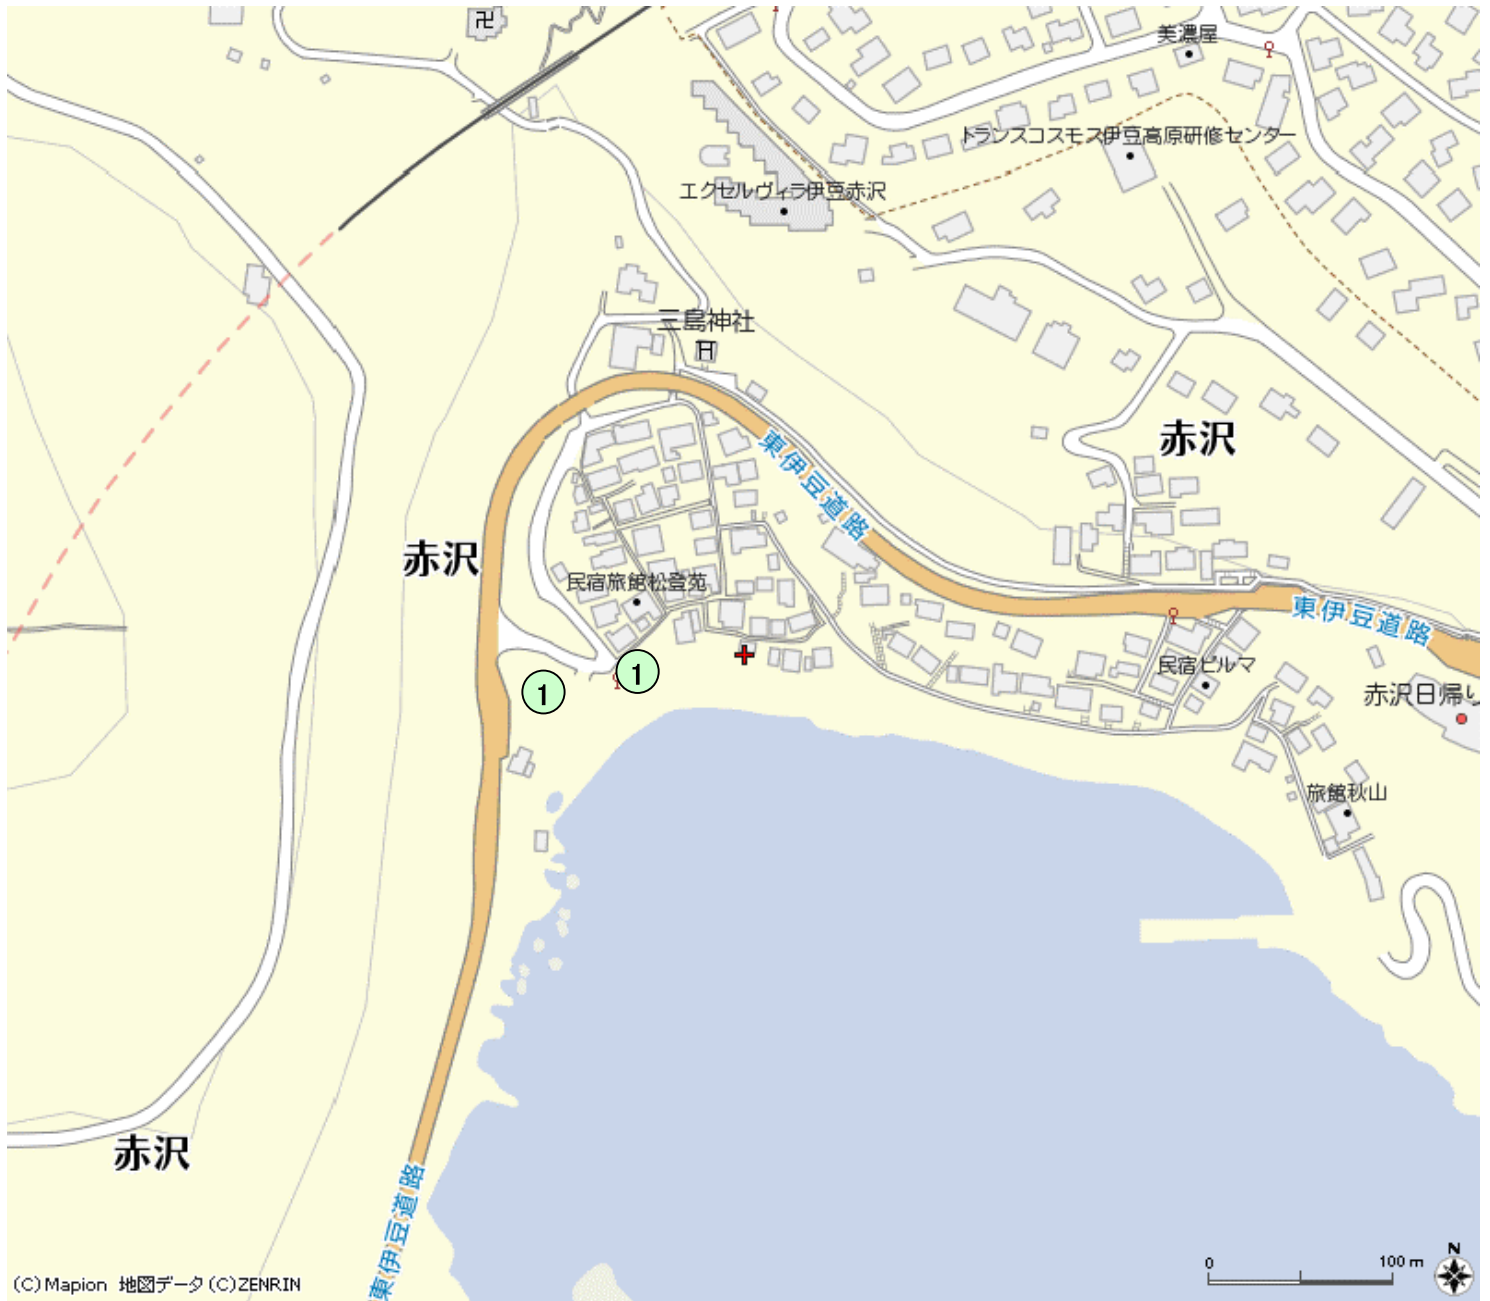 卍
美濃屋
トランスコスモス伊豆高原研修センター
エクセルヴィラ伊豆赤沢
三島神社
赤沢
東伊豆道路
赤沢
民宿旅館松登苑
東伊豆道路
民宿ビルマ
1
1
赤沢日帰り
旅館秋山
赤沢
東伊豆道路
N
0
100 m
(C)Mapion 地図データ(C)ZENRIN